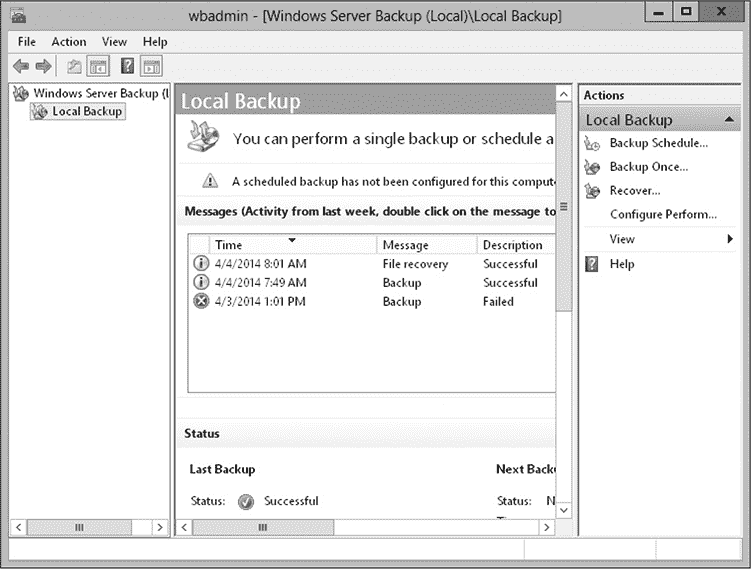 wbadmin - [Windows Server Backup (Local)\Local Backup]
File Action View Help
Windows Server Backup (L
Local Backup
Local Backup
You can perform a single backup or schedule a
A scheduled backup has not been configured for this compute
Messages (Activity from last week, double click on the message to
Time Message Description
4/4/2014 8:01 AM File recovery Successful
4/4/2014 7:49 AM Backup Successful
4/3/2014 1:01 PM Backup Failed
Status
Last Backup Next Back
Status: Successful Status: N
Actions
Local Backup
Backup Schedule...
Backup Once...
Recover...
Configure Perform...
View
Help